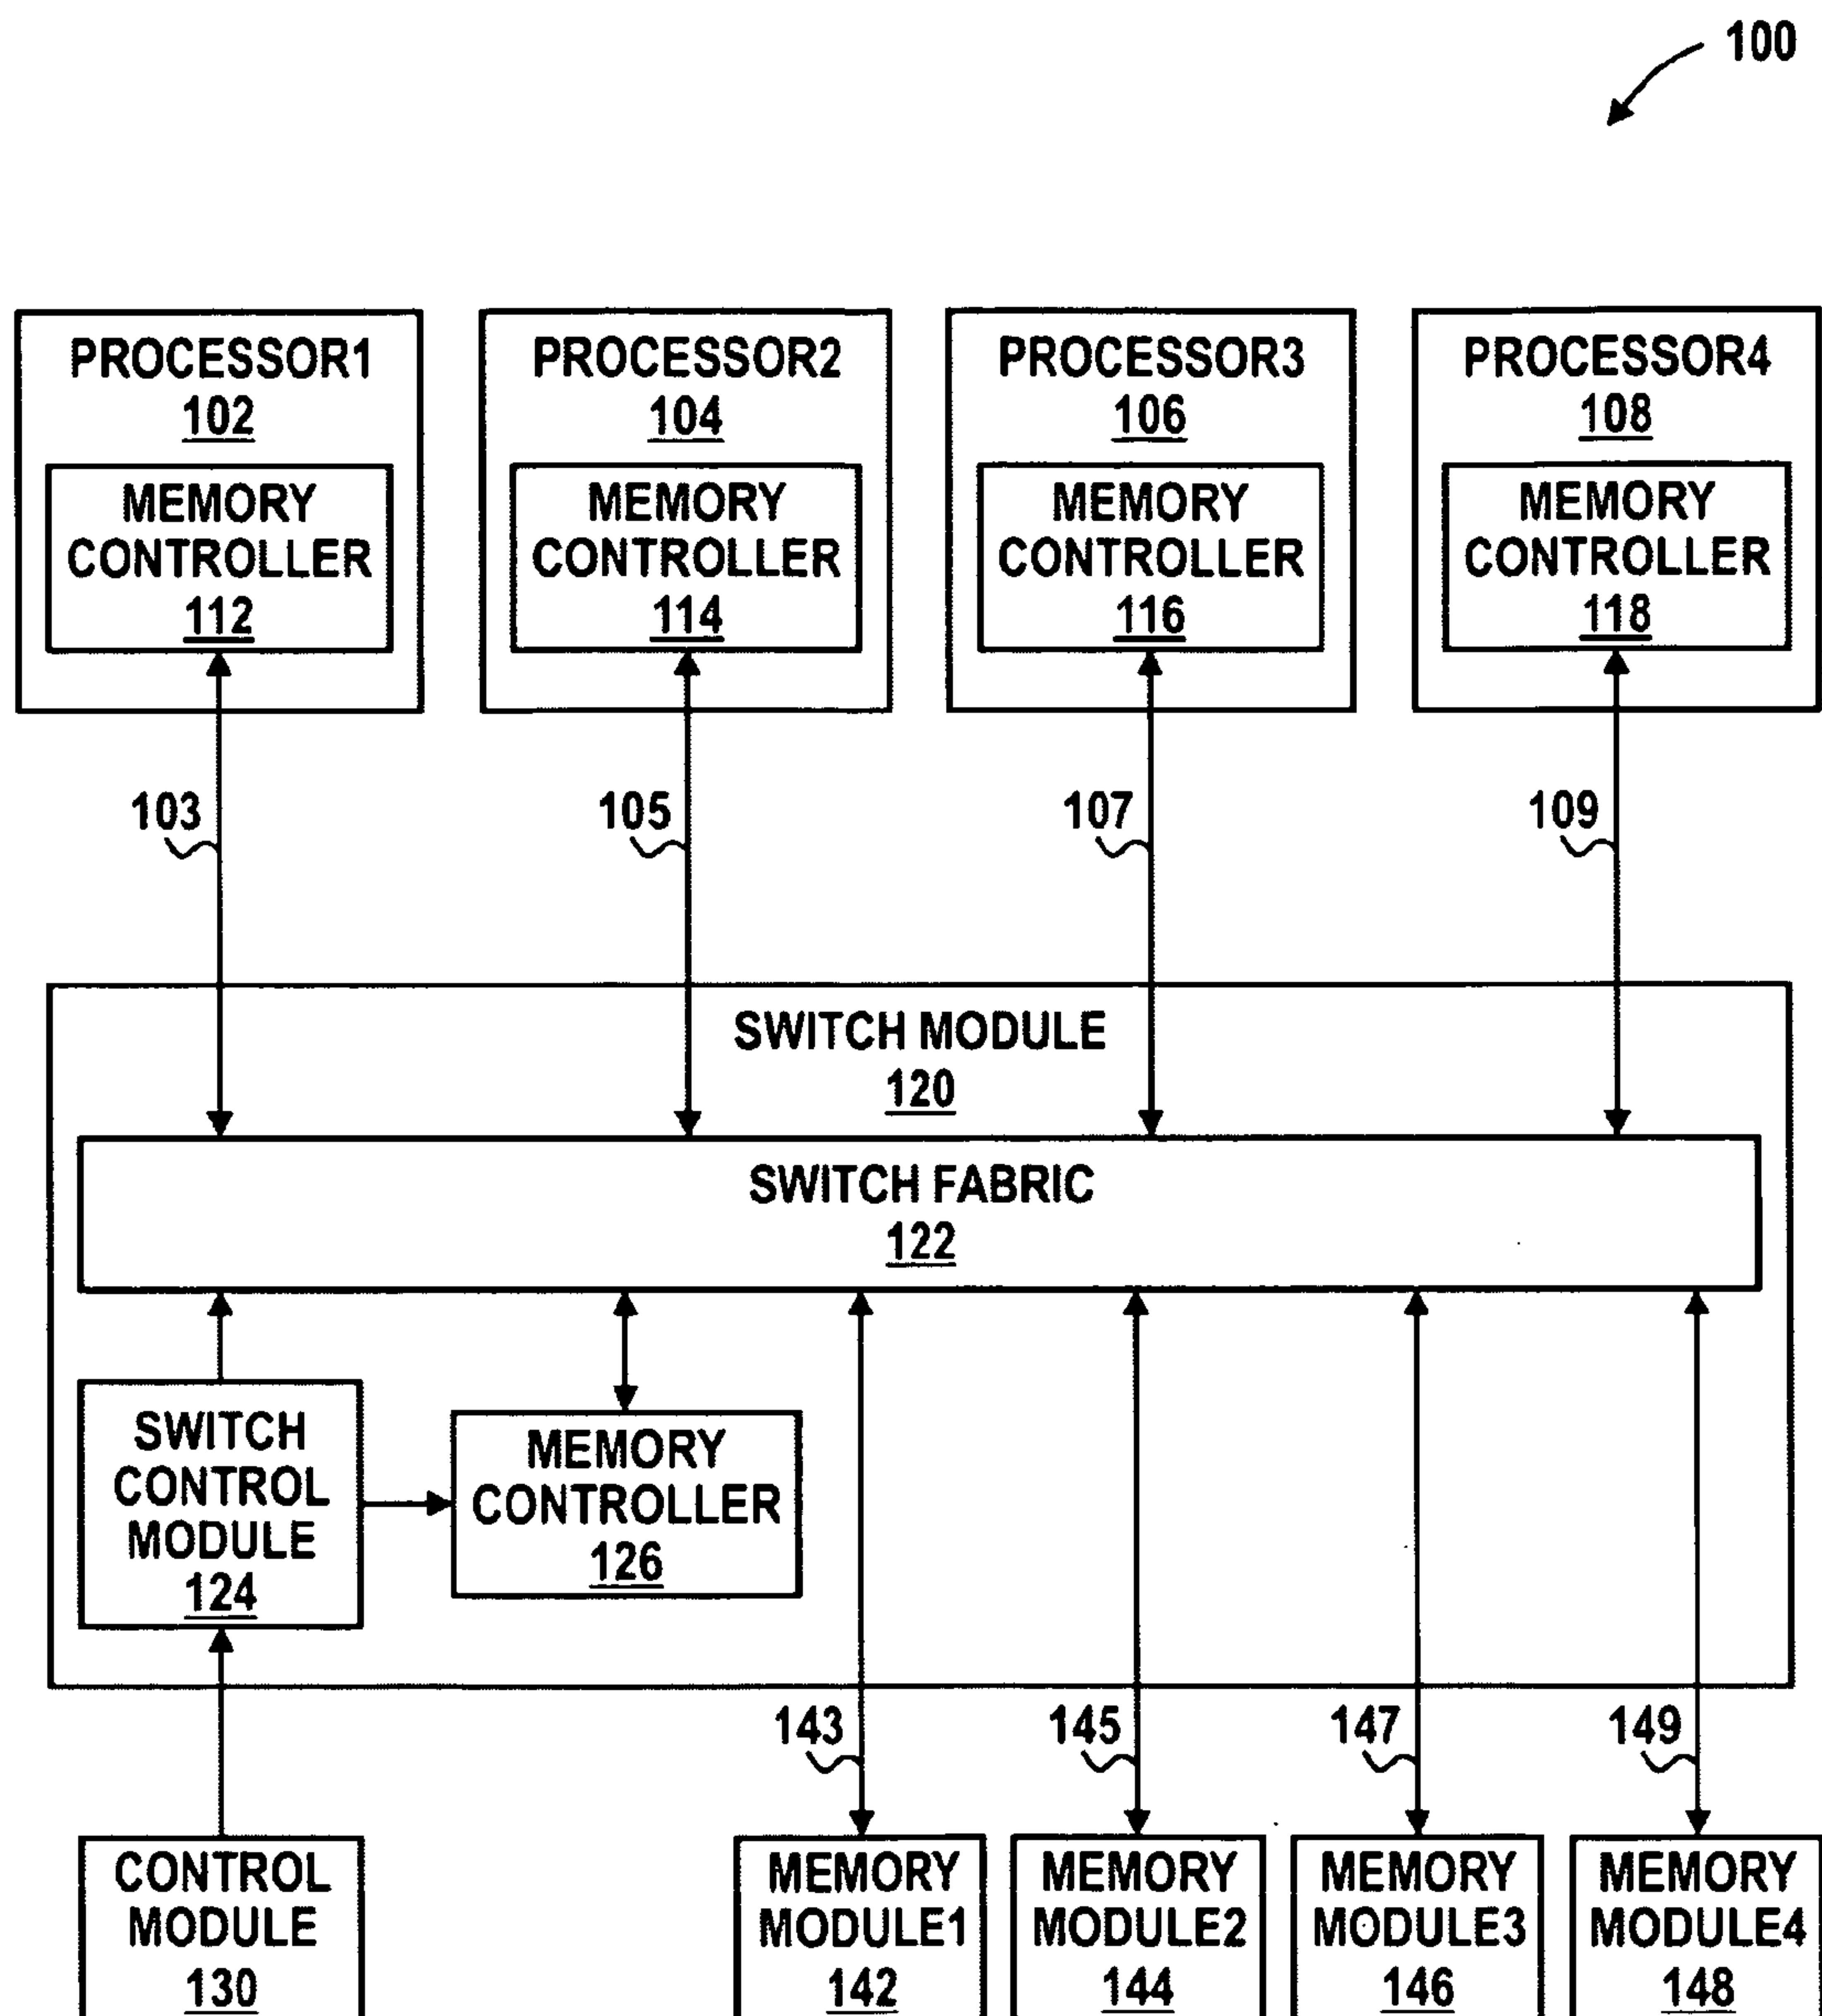 100
PROCESSOR1
102
MEMORY
CONTROLLER
112
PROCESSOR2
104
MEMORY
CONTROLLER
114
PROCESSOR3
106
MEMORY
CONTROLLER
116
PROCESSOR4
108
MEMORY
CONTROLLER
118
103
105
107
109
SWITCH MODULE
120
SWITCH FABRIC
122
SWITCH
CONTROL
MODULE
124
MEMORY
CONTROLLER
126
143
145
147
149
CONTROL
MODULE
130
MEMORY
MODULE1
142
MEMORY
MODULE2
144
MEMORY
MODULE3
146
MEMORY
MODULE4
148